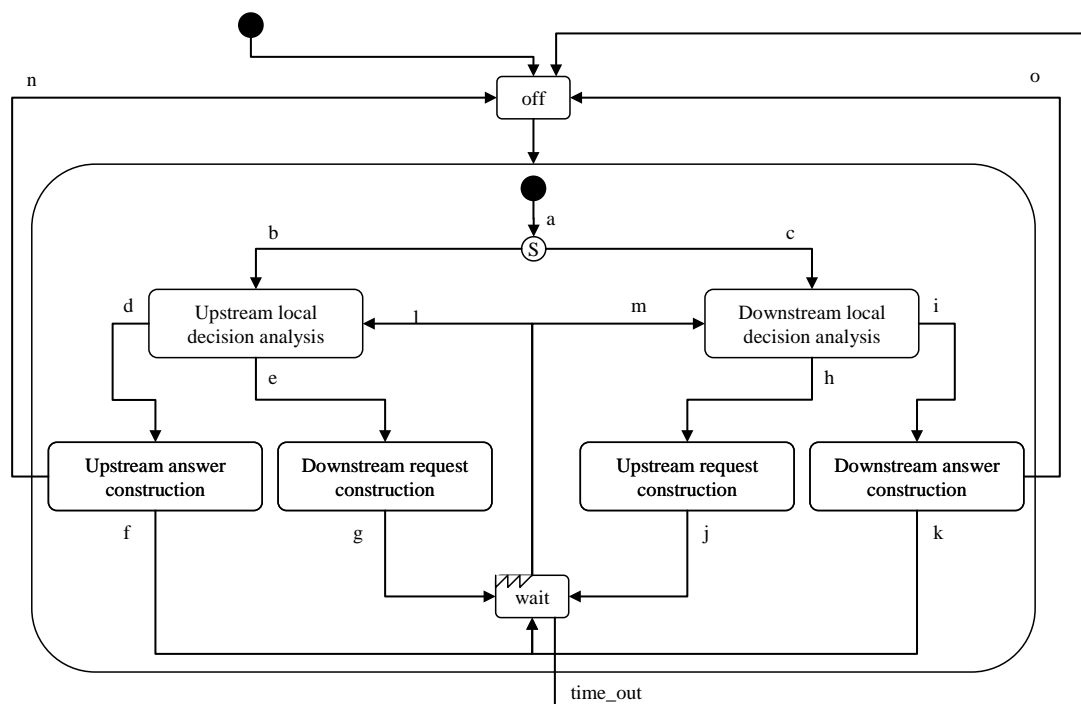 n
off
o
a
b
S
c
d
Upstream local
decision analysis
l
m
Downstream local
decision analysis
i
e
h
Upstream answer
construction
Downstream request
construction
Upstream request
construction
Downstream answer
construction
f
g
j
k
wait
time_out